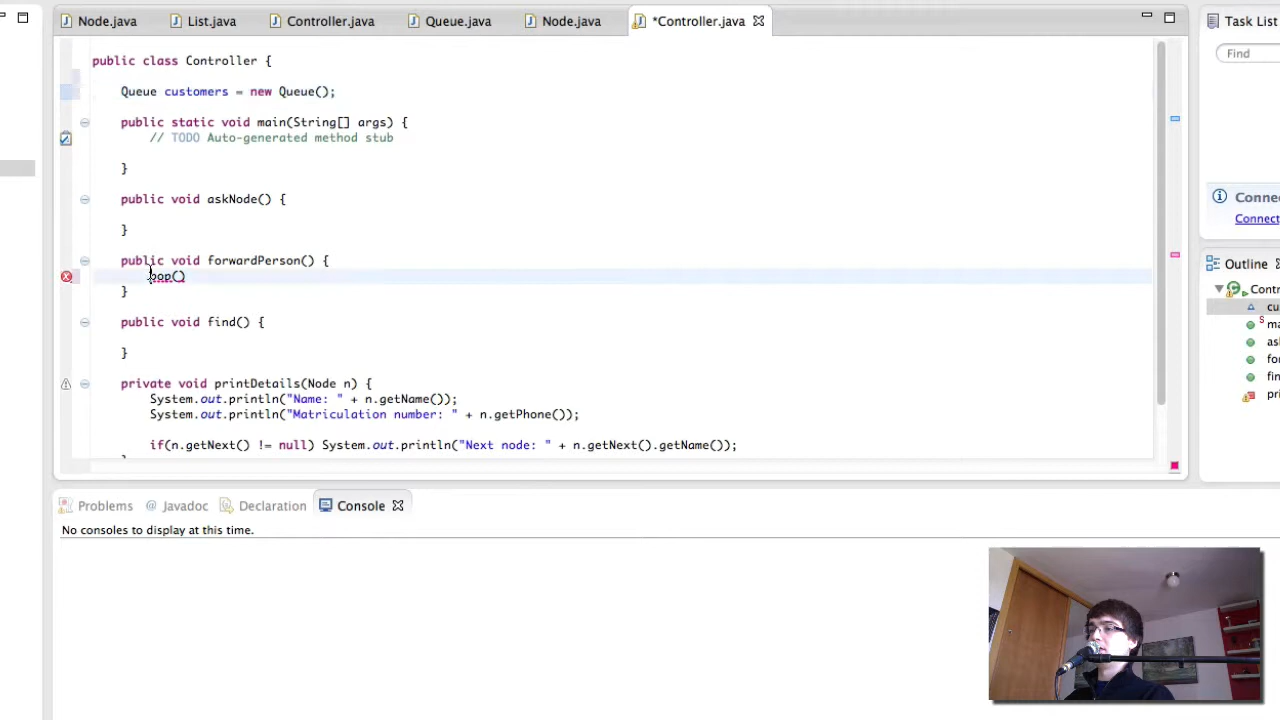 Node.java List.java Controller.java Queue.java Node.java *Controller.java
Task List
Find
public class Controller {
Queue customers = new Queue();
public static void main(String[] args) {
// TODO Auto-generated method stub
}
public void askNode() {
}
public void forwardPerson() {
pop()
}
public void find() {
}
private void printDetails(Node n) {
System.out.println("Name: " + n.getName());
System.out.println("Matriculation number: " + n.getPhone());
if(n.getNext() != null) System.out.println("Next node: " + n.getNext().getName());
Conne
Connect
Outline
Contr
cu
ma
as
fo
fin
pri
Problems Javadoc Declaration Console
No consoles to display at this time.